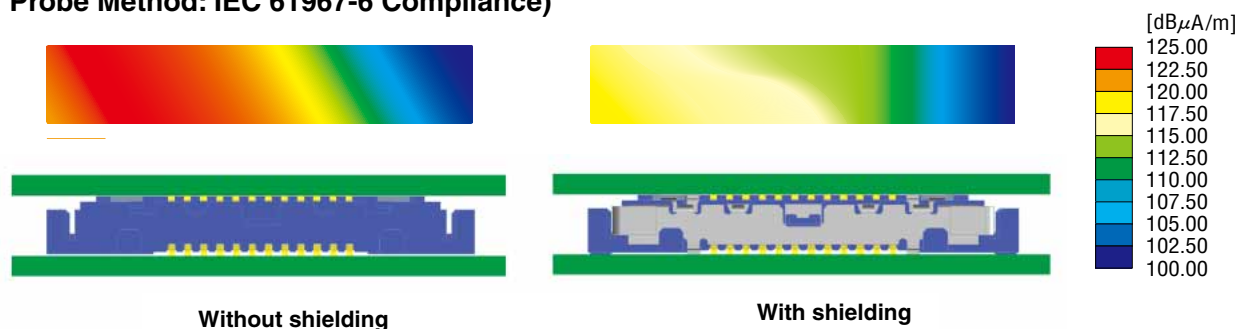 Probe Method: IEC 61967-6 Compliance)
[dBμA/m]
125.00
122.50
120.00
117.50
115.00
112.50
110.00
107.50
105.00
102.50
100.00
Without shielding
With shielding